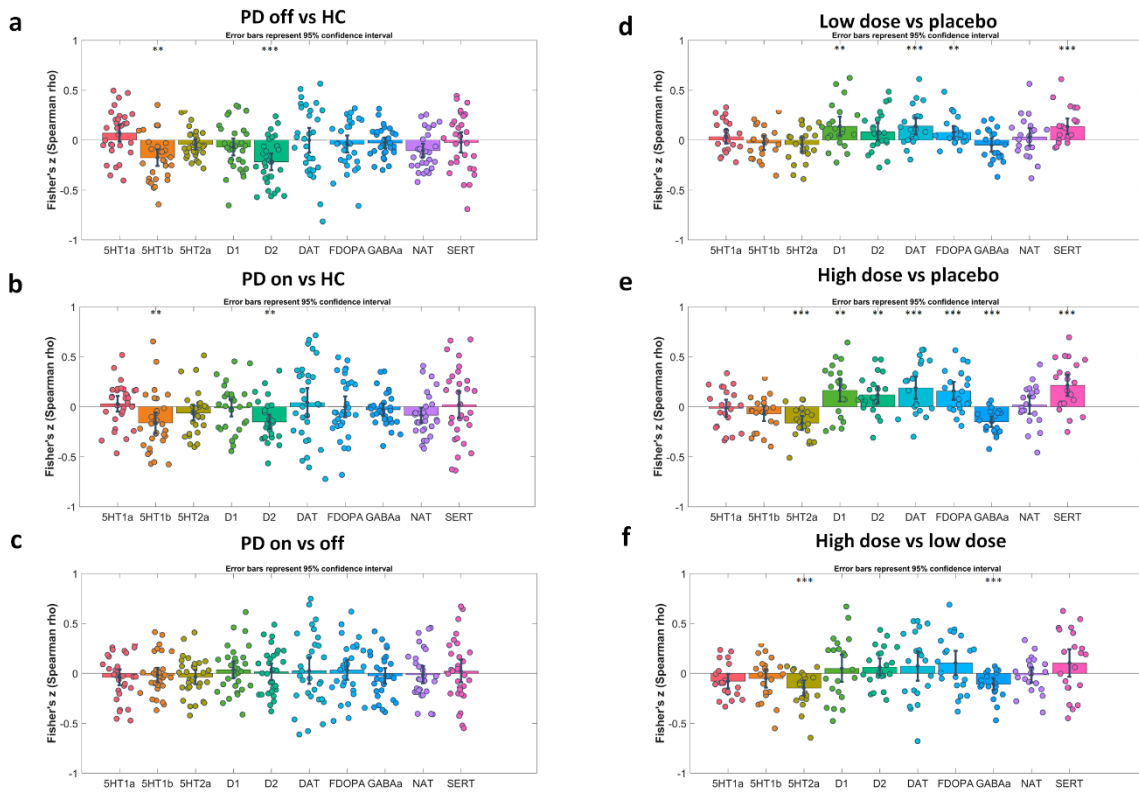 a
PD off vs HC
Error bars represent 95% confidence interval
** ***
1
0.5
0
-0.5
-1
Fisher's z (Spearman rho)
5HT1a 5HT1b 5HT2a D1 D2 DAT FDOPA GABAa NAT SERT
b
PD on vs HC
Error bars represent 95% confidence interval
** **
1
0.5
0
-0.5
-1
Fisher's z (Spearman rho)
5HT1a 5HT1b 5HT2a D1 D2 DAT FDOPA GABAa NAT SERT
c
PD on vs off
Error bars represent 95% confidence interval
1
0.5
0
-0.5
-1
Fisher's z (Spearman rho)
5HT1a 5HT1b 5HT2a D1 D2 DAT FDOPA GABAa NAT SERT
d
Low dose vs placebo
Error bars represent 95% confidence interval
** *** ** ***
1
0.5
0
-0.5
-1
Fisher's z (Spearman rho)
5HT1a 5HT1b 5HT2a D1 D2 DAT FDOPA GABAa NAT SERT
e
High dose vs placebo
Error bars represent 95% confidence interval
*** ** ** *** *** *** ***
1
0.5
0
-0.5
-1
Fisher's z (Spearman rho)
5HT1a 5HT1b 5HT2a D1 D2 DAT FDOPA GABAa NAT SERT
f
High dose vs low dose
Error bars represent 95% confidence interval
*** ***
1
0.5
0
-0.5
-1
Fisher's z (Spearman rho)
5HT1a 5HT1b 5HT2a D1 D2 DAT FDOPA GABAa NAT SERT